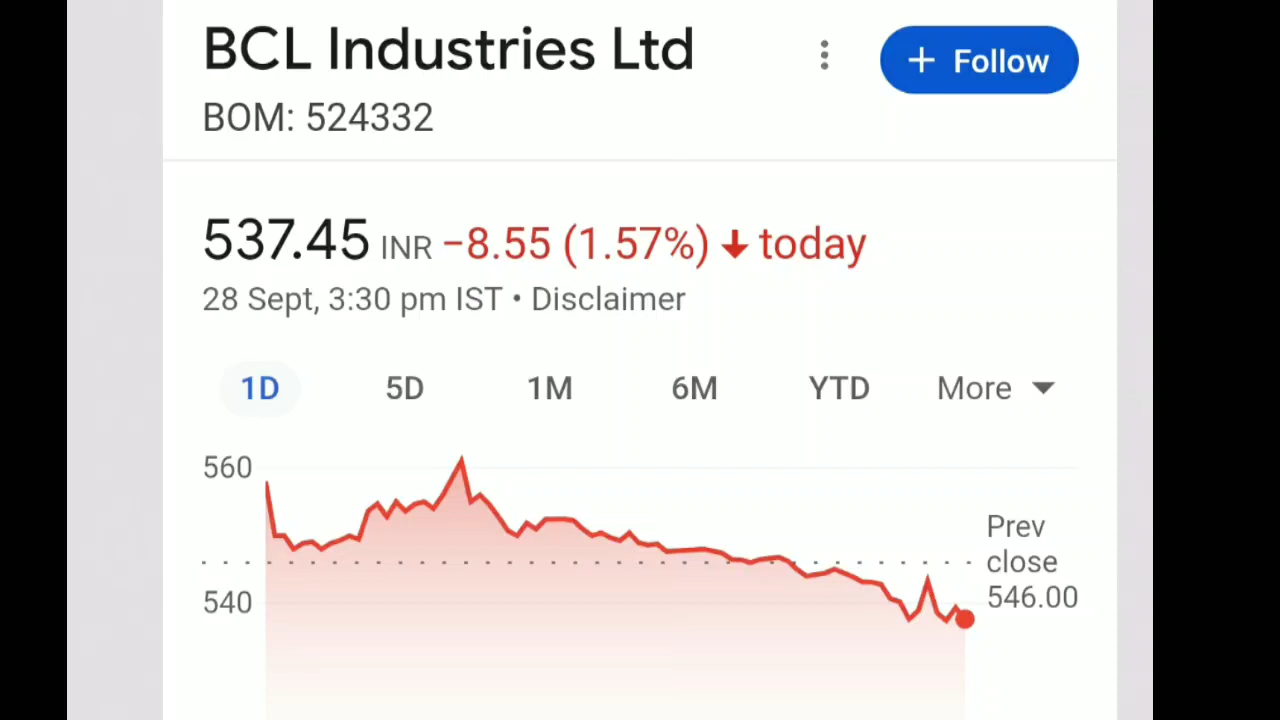 BCL Industries Ltd
+ Follow
BOM: 524332
537.45 INR −8.55 (1.57%) ↓ today
28 Sept, 3:30 pm IST • Disclaimer
1D 5D 1M 6M YTD More
560
540
Prev
close
546.00